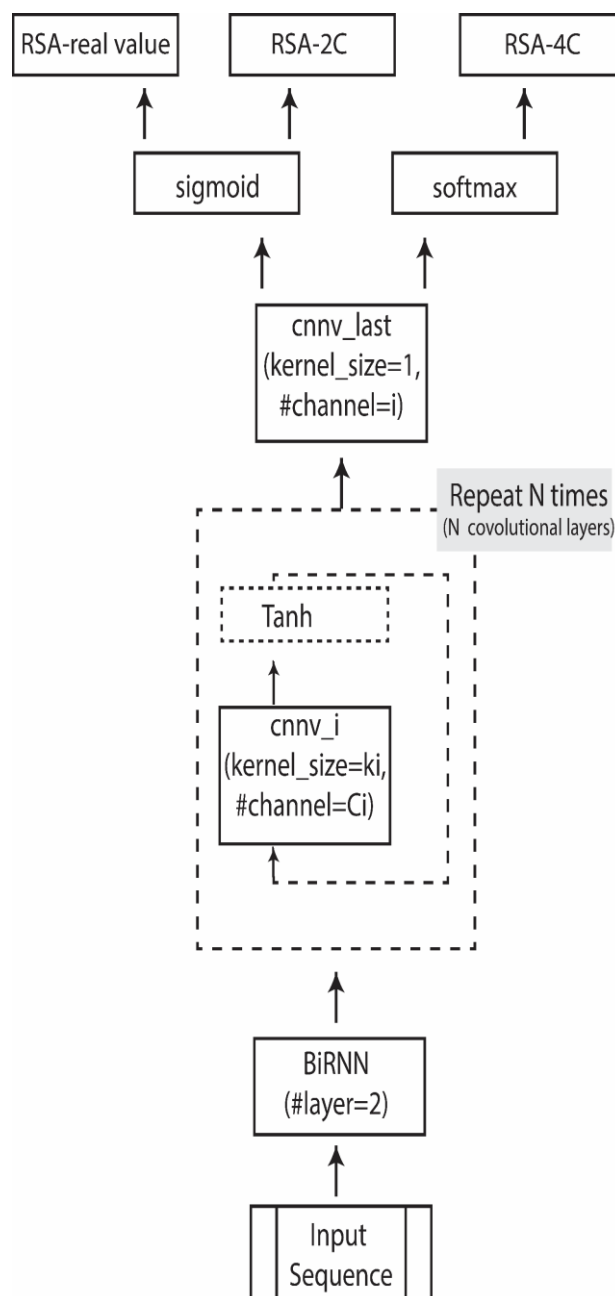 RSA-real value
RSA-2C
RSA-4C
sigmoid
softmax
cnnv_last
(kernel_size=1,
#channel=i)
Repeat N times
(N covolutional layers)
Tanh
cnnv_i
(kernel_size=ki,
#channel=Ci)
BiRNN
(#layer=2)
Input
Sequence